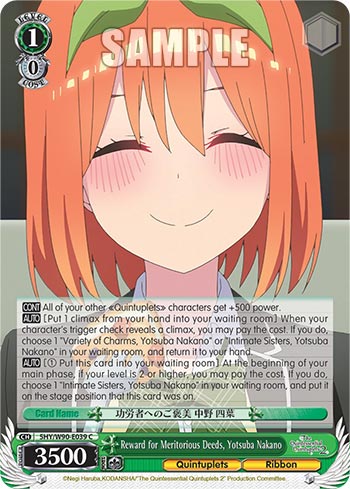 LEVEL
1
0
COST
SAMPLE
CONT All of your other «Quintuplets» characters get +500 power.
AUTO [Put 1 climax from your hand into your waiting room] When your
character's trigger check reveals a climax, you may pay the cost. If you do,
choose 1 "Variety of Charms, Yotsuba Nakano" or "Intimate Sisters, Yotsuba
Nakano" in your waiting room, and return it to your hand.
AUTO [① Put this card into your waiting room] At the beginning of your
main phase, if your level is 2 or higher, you may pay the cost. If you do,
choose 1 "Intimate Sisters, Yotsuba Nakano" in your waiting room, and put it
on the stage position that this card was in.
Card Name 功労者へのご褒美 中野 四葉
CH SHY/W90-E039 C
Reward for Meritorious Deeds, Yotsuba Nakano
3500
Quintuplets Ribbon
©Negi Haruba,KODANSHA/"The Quintessential Quintuplets 2" Production Committee.